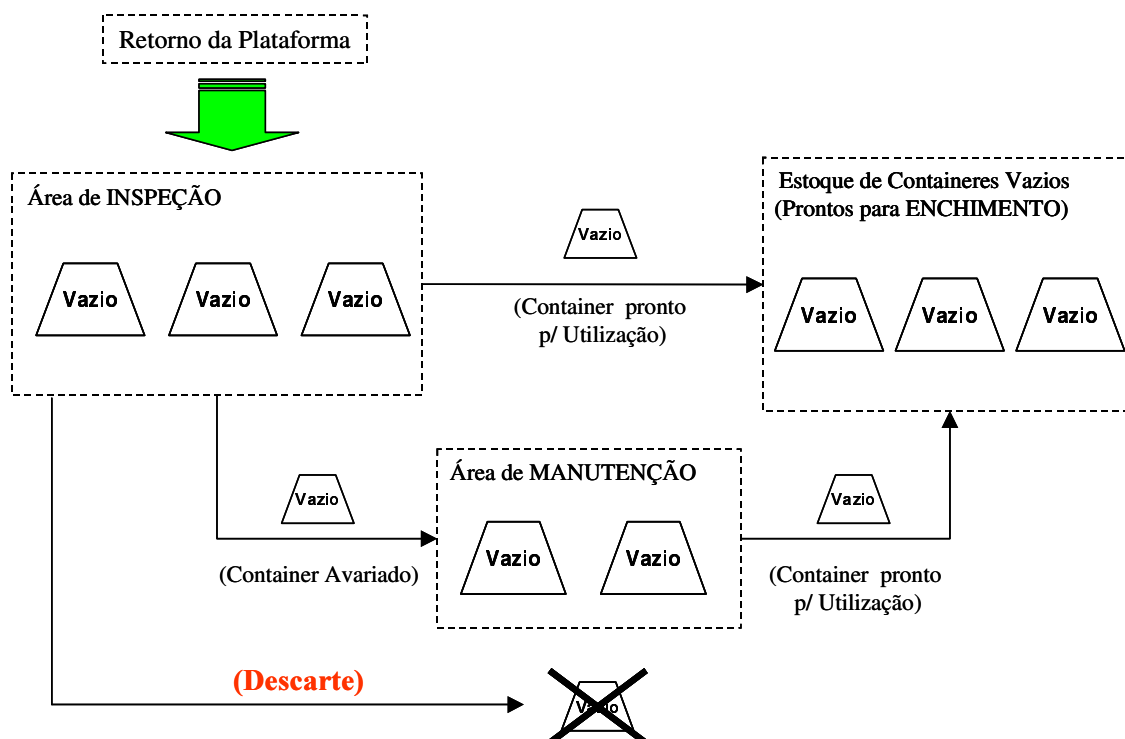 Retorno da Plataforma
Área de INSPEÇÃO
Vazio
Vazio
Vazio
Vazio
(Container pronto
p/ Utilização)
Estoque de Containeres Vazios
(Prontos para ENCHIMENTO)
Vazio
Vazio
Vazio
Vazio
(Container Avariado)
Área de MANUTENÇÃO
Vazio
Vazio
Vazio
(Container pronto
p/ Utilização)
(Descarte)
Vazio